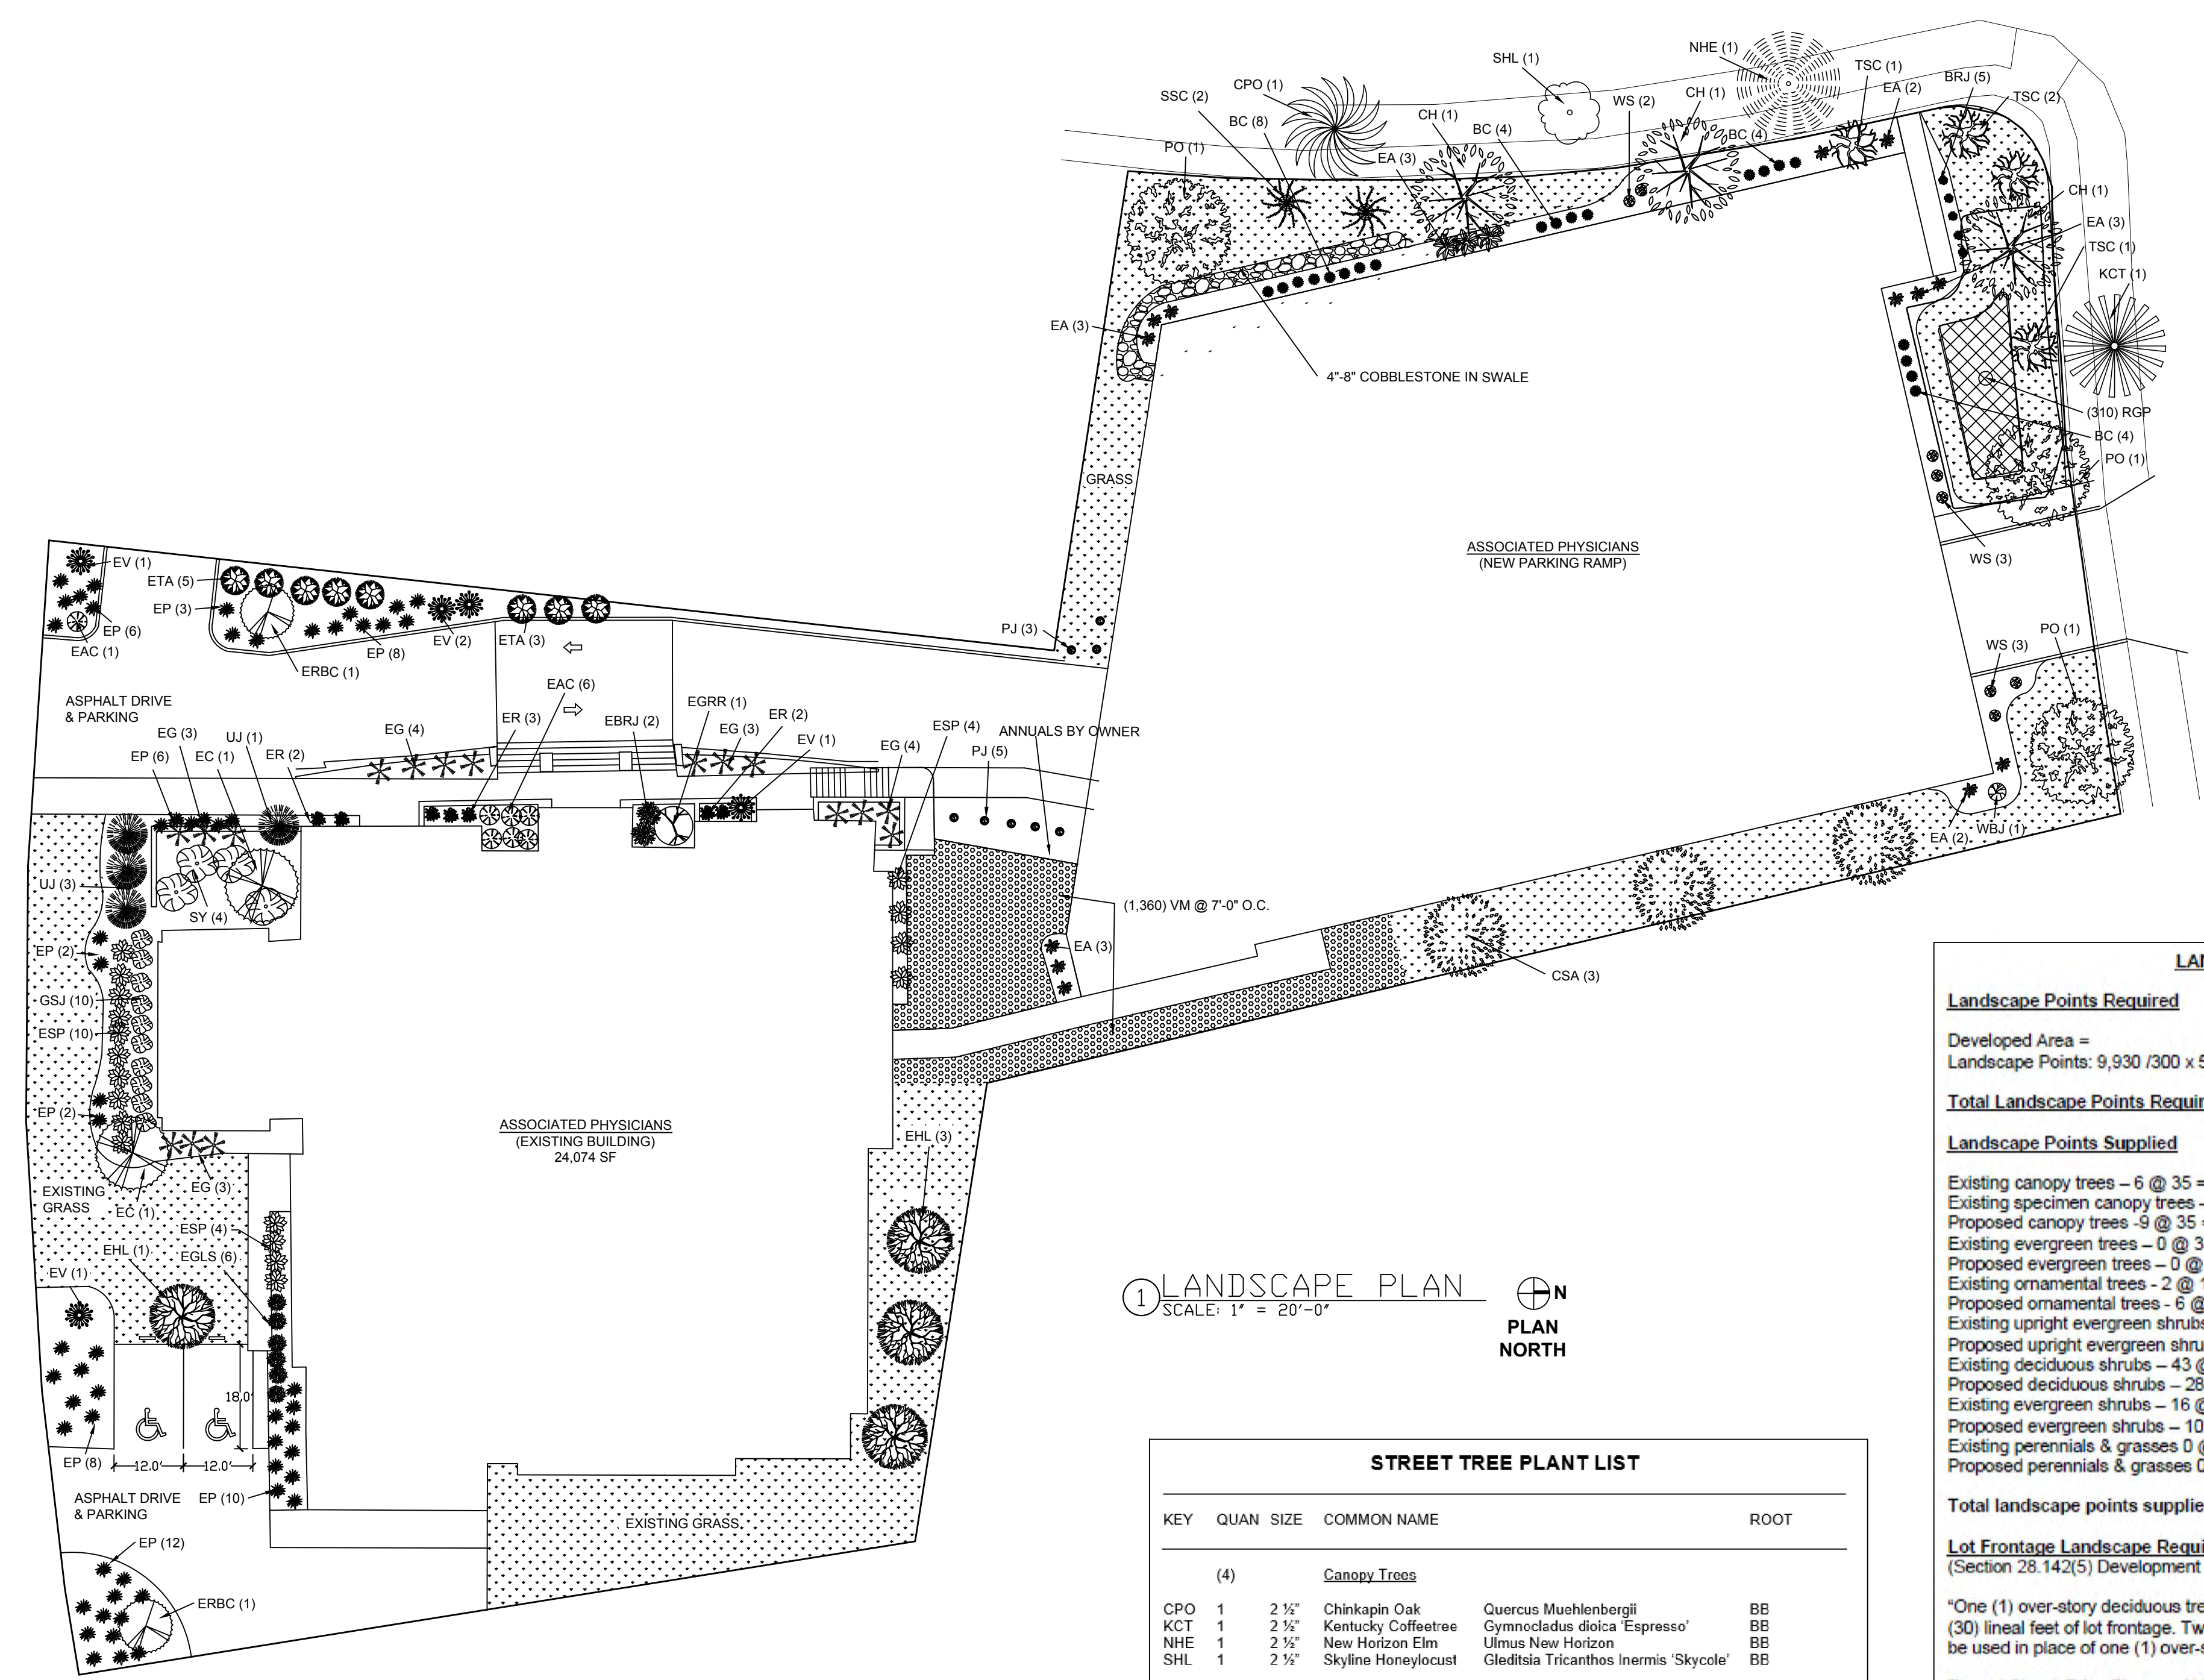 NHE (1)
SHL (1)
TSC (1)
CPO (1)
BRJ (5)
EA (2)
SSC (2)
WS (2)
CH (1)
TSC (2)
BC (8)
CH (1)
BC (4)
BC (4)
PO (1)
EA (3)
CH (1)
EA (3)
TSC (1)
KCT (1)
EA (3)
4"-8" COBBLESTONE IN SWALE
(310) RGP
BC (4)
PO (1)
GRASS
ASSOCIATED PHYSICIANS
(NEW PARKING RAMP)
WS (3)
EV (1)
ETA (5)
EP (3)
EP (6)
EAC (1)
EP (8)
EV (2)
ETA (3)
ERBC (1)
PJ (3)
PO (1)
WS (3)
ASPHALT DRIVE
& PARKING
EAC (6)
EG (3)
UJ (1)
EG (4)
ER (3)
EBRJ (2)
EGRR (1)
EG (3)
ER (2)
EV (1)
ESP (4)
ANNUALS BY OWNER
EP (6)
EC (1)
ER (2)
EG (4)
PJ (5)
EA (2)
WBJ (1)
UJ (3)
SY (4)
(1,360) VM @ 7'-0" O.C.
EP (2)
EA (3)
CSA (3)
GSJ (10)
ESP (10)
EP (2)
ASSOCIATED PHYSICIANS
(EXISTING BUILDING)
24,074 SF
EHL (3)
EXISTING
GRASS
EG (3)
EC (1)
ESP (4)
EHL (1)
EGLS (6)
EV (1)
18.0'
EP (8)
12.0'
12.0'
ASPHALT DRIVE
& PARKING
EP (10)
EXISTING GRASS
EP (12)
ERBC (1)
1 LANDSCAPE PLAN
SCALE: 1" = 20'-0"
N
PLAN
NORTH
STREET TREE PLANT LIST
KEY QUAN SIZE COMMON NAME ROOT
(4) Canopy Trees
CPO 1 2 ½" Chinkapin Oak Quercus Muehlenbergii BB
KCT 1 2 ½" Kentucky Coffeetree Gymnocladus dioica 'Espresso' BB
NHE 1 2 ½" New Horizon Elm Ulmus New Horizon BB
SHL 1 2 ½" Skyline Honeylocust Gleditsia Tricanthos Inermis 'Skycole' BB
Landscape Points Required
Developed Area =
Landscape Points: 9,930 /300 x
Total Landscape Points
Landscape Points Supplied
Existing canopy trees – 6 @ 35 =
Existing specimen canopy trees -
Proposed canopy trees -9 @ 35
Existing evergreen trees – 0 @
Proposed evergreen trees – 0 @
Existing ornamental trees - 2 @
Proposed ornamental trees - 6 @
Existing upright evergreen shrubs
Proposed upright evergreen
Existing deciduous shrubs – 43
Proposed deciduous shrubs – 28
Existing evergreen shrubs – 16
Proposed evergreen shrubs – 10
Existing perennials & grasses 0
Proposed perennials & grasses
Total landscape points
Lot Frontage Landscape
(Section 28.142(5) Development
"One (1) over-story deciduous
(30) lineal feet of lot frontage.
be used in place of one (1)